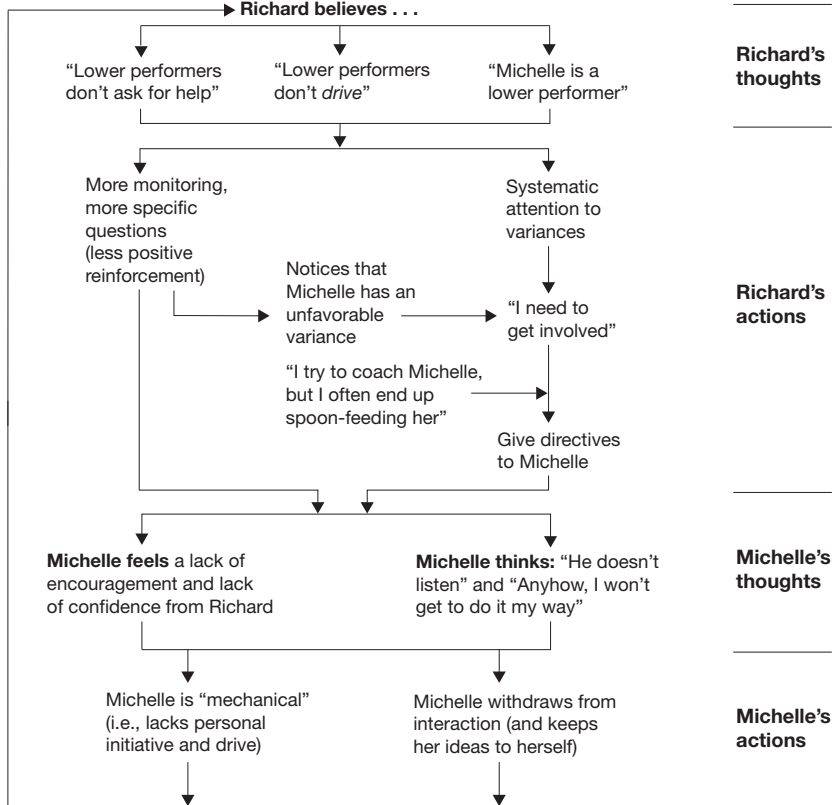 Richard believes . . .
Richard's
thoughts
“Lower performers
don't ask for help”
“Lower performers
don't drive”
“Michelle is a
lower performer”
More monitoring,
more specific
questions
(less positive
reinforcement)
Systematic
attention to
variances
Notices that
Michelle has an
unfavorable
variance
“I need to
get involved”
Richard's
actions
“I try to coach Michelle,
but I often end up
spoon-feeding her”
Give directives
to Michelle
Michelle feels a lack of
encouragement and lack
of confidence from Richard
Michelle thinks: “He doesn't
listen” and “Anyhow, I won't
get to do it my way”
Michelle's
thoughts
Michelle is “mechanical”
(i.e., lacks personal
initiative and drive)
Michelle withdraws from
interaction (and keeps
her ideas to herself)
Michelle's
actions